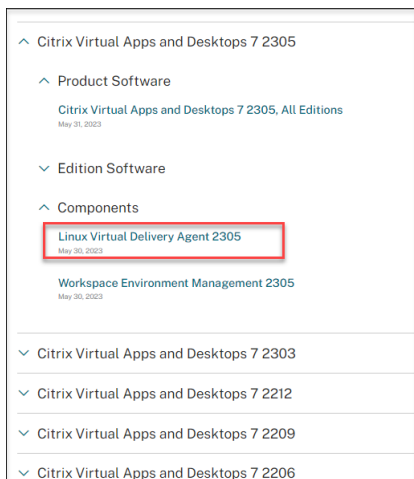 Citrix Virtual Apps and Desktops 7 2305
Product Software
Citrix Virtual Apps and Desktops 7 2305, All Editions
May 31, 2023
Edition Software
Components
Linux Virtual Delivery Agent 2305
May 30, 2023
Workspace Environment Management 2305
May 30, 2023
Citrix Virtual Apps and Desktops 7 2303
Citrix Virtual Apps and Desktops 7 2212
Citrix Virtual Apps and Desktops 7 2209
Citrix Virtual Apps and Desktops 7 2206